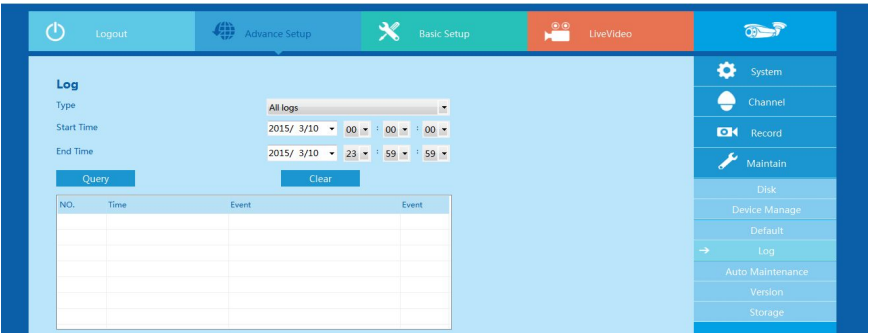 Logout Advance Setup Basic Setup LiveVideo
Log
Type All logs
Start Time 2015/ 3/10 00 : 00 : 00
End Time 2015/ 3/10 23 : 59 : 59
Query Clear
NO. Time Event Event
System
Channel
Record
Maintain
Disk
Device Manage
Default
Log
Auto Maintenance
Version
Storage